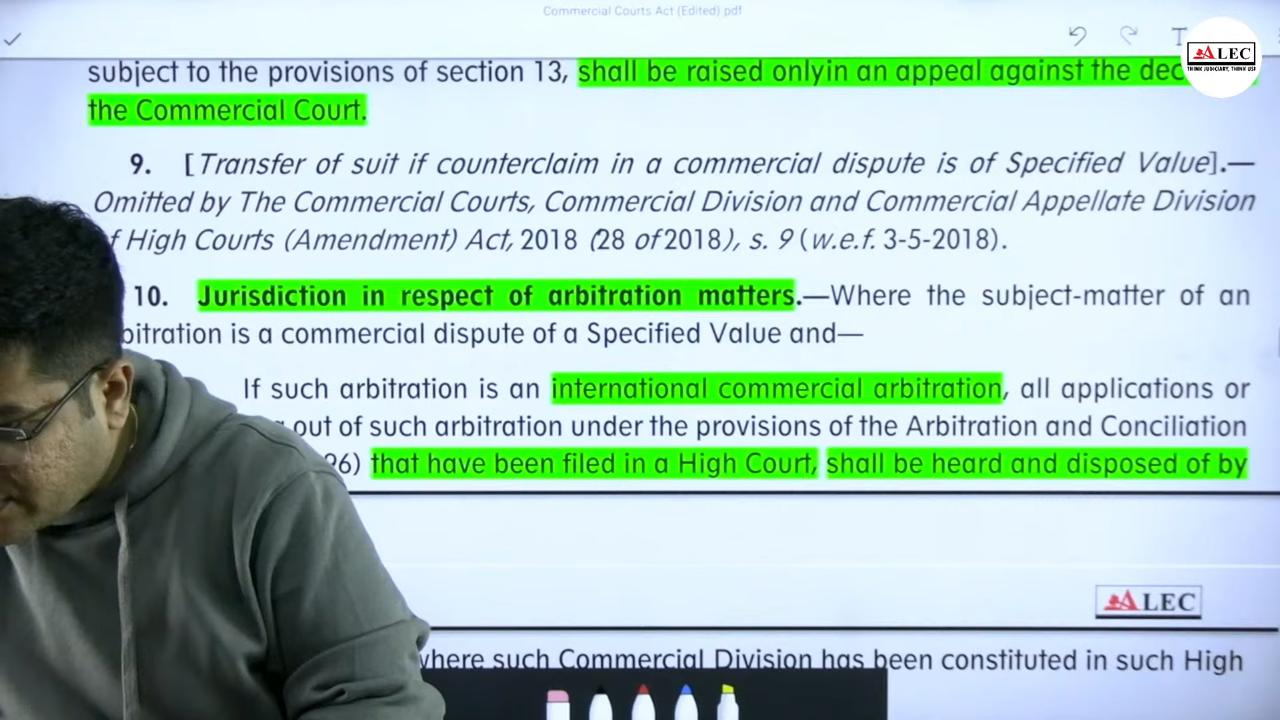 Commercial Courts Act (Edited) pdf
ALEC
THINK JUDICIARY, THINK US!
subject to the provisions of section 13, shall be raised onlyin an appeal against the
the Commercial Court.
9. [Transfer of suit if counterclaim in a commercial dispute is of Specified Value].—
Omitted by The Commercial Courts, Commercial Division and Commercial Appellate Division
of High Courts (Amendment) Act, 2018 (28 of 2018), s. 9 (w.e.f. 3-5-2018).
10. Jurisdiction in respect of arbitration matters.—Where the subject-matter of an
bitration is a commercial dispute of a Specified Value and—
If such arbitration is an international commercial arbitration, all applications or
out of such arbitration under the provisions of the Arbitration and Conciliation
96) that have been filed in a High Court, shall be heard and disposed of by
ALEC
where such Commercial Division has been constituted in such High